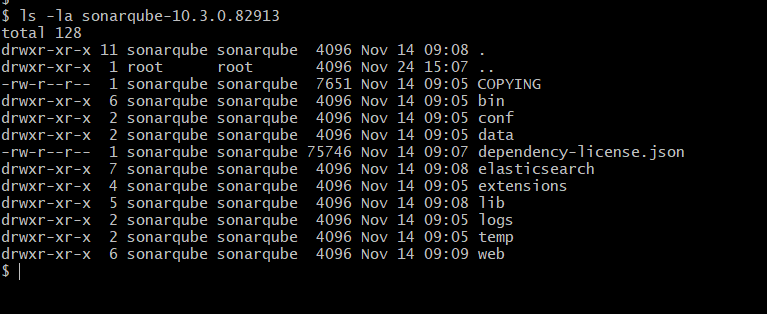 $ ls -la sonarqube-10.3.0.82913
total 128
drwxr-xr-x 11 sonarqube sonarqube  4096 Nov 14 09:08 .
drwxr-xr-x  1 root      root       4096 Nov 24 15:07 ..
-rw-r--r--  1 sonarqube sonarqube  7651 Nov 14 09:05 COPYING
drwxr-xr-x  6 sonarqube sonarqube  4096 Nov 14 09:05 bin
drwxr-xr-x  2 sonarqube sonarqube  4096 Nov 14 09:05 conf
drwxr-xr-x  2 sonarqube sonarqube  4096 Nov 14 09:05 data
-rw-r--r--  1 sonarqube sonarqube 75746 Nov 14 09:07 dependency-license.json
drwxr-xr-x  7 sonarqube sonarqube  4096 Nov 14 09:08 elasticsearch
drwxr-xr-x  4 sonarqube sonarqube  4096 Nov 14 09:05 extensions
drwxr-xr-x  5 sonarqube sonarqube  4096 Nov 14 09:08 lib
drwxr-xr-x  2 sonarqube sonarqube  4096 Nov 14 09:05 logs
drwxr-xr-x  2 sonarqube sonarqube  4096 Nov 14 09:05 temp
drwxr-xr-x  6 sonarqube sonarqube  4096 Nov 14 09:09 web
$